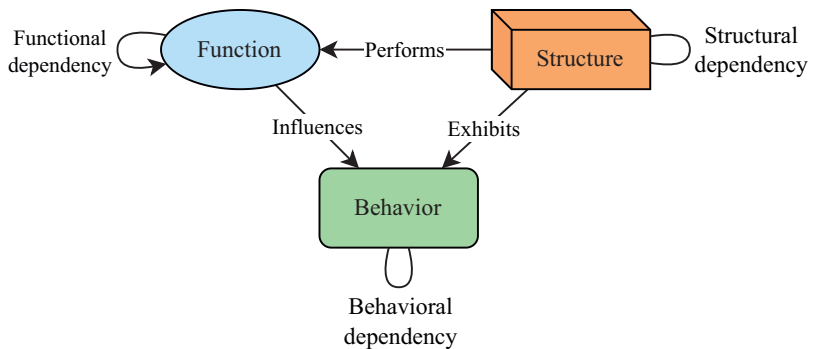 Functional
dependency
Function
Performs
Structure
Structural
dependency
Influences
Exhibits
Behavior
Behavioral
dependency